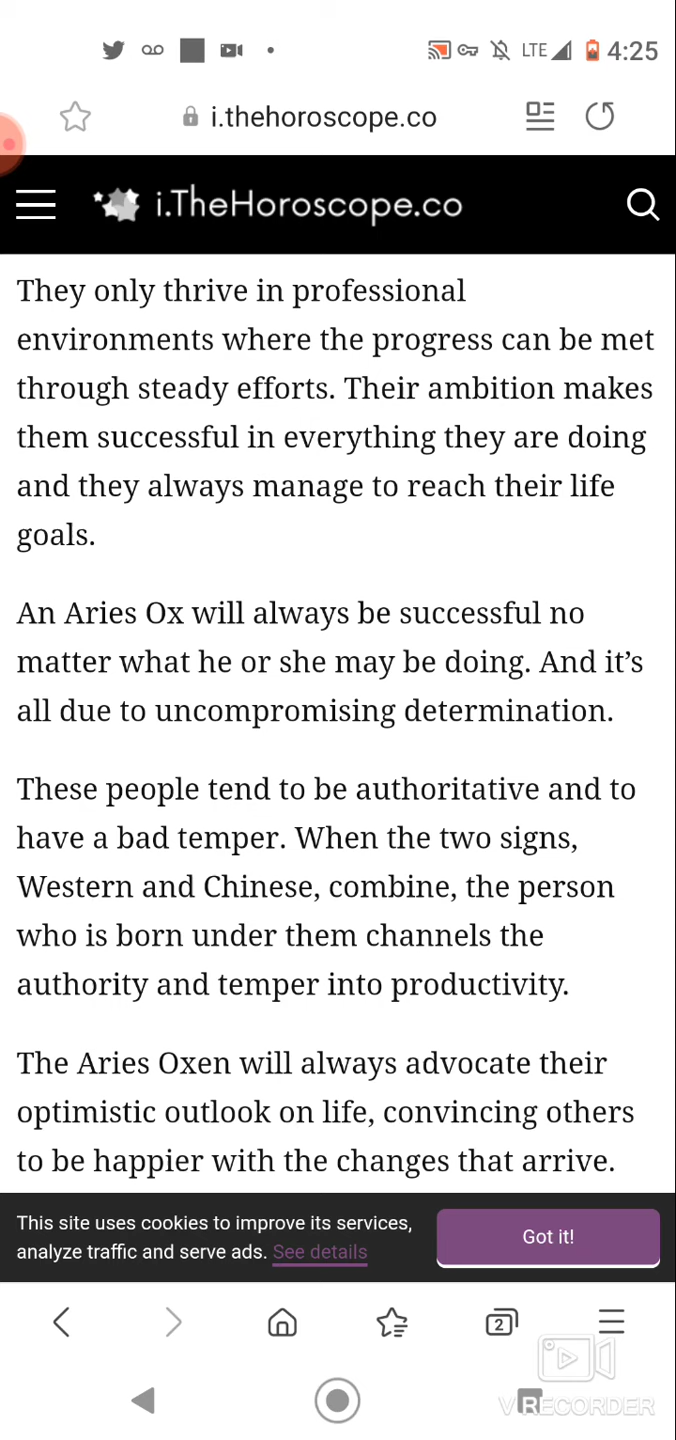 LTE 4:25
i.thehoroscope.co
i.TheHoroscope.co
They only thrive in professional
environments where the progress can be met
through steady efforts. Their ambition makes
them successful in everything they are doing
and they always manage to reach their life
goals.
An Aries Ox will always be successful no
matter what he or she may be doing. And it’s
all due to uncompromising determination.
These people tend to be authoritative and to
have a bad temper. When the two signs,
Western and Chinese, combine, the person
who is born under them channels the
authority and temper into productivity.
The Aries Oxen will always advocate their
optimistic outlook on life, convincing others
to be happier with the changes that arrive.
This site uses cookies to improve its services,
analyze traffic and serve ads. See details
Got it!
2
VRECORDER